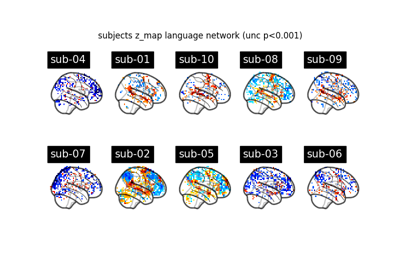 subjects z_map language network (unc p<0.001)
sub-04 sub-01 sub-10 sub-08 sub-09
sub-07 sub-02 sub-05 sub-03 sub-06